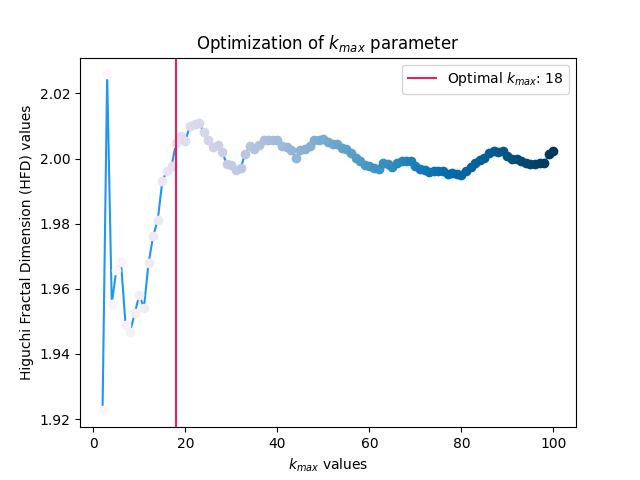 Optimization of k_max parameter
Optimal k_max: 18
Higuchi Fractal Dimension (HFD) values
2.02
2.00
1.98
1.96
1.94
1.92
0 20 40 60 80 100
k_max values